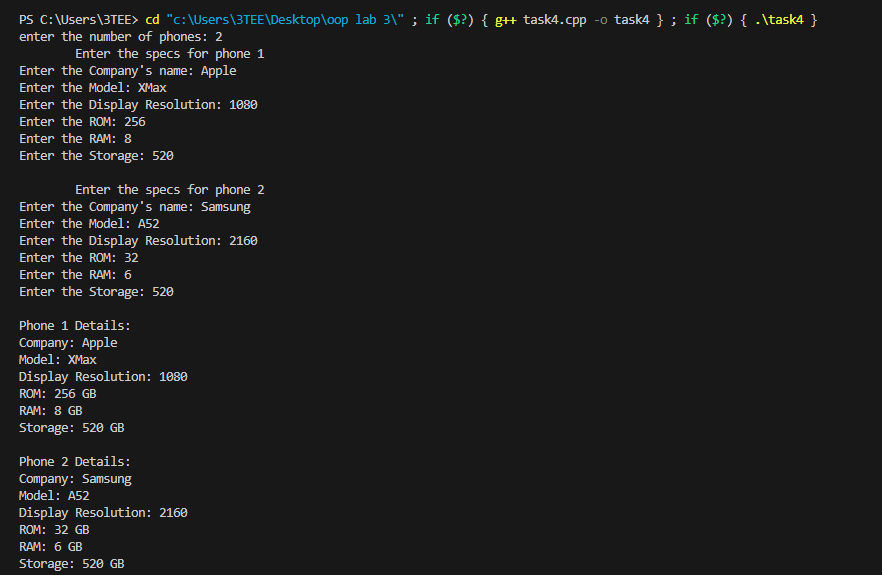 PS C:\Users\3TEE> cd "c:\Users\3TEE\Desktop\oop lab 3\" ; if ($?) { g++ task4.cpp -o task4 } ; if ($?) { .\task4 }
enter the number of phones: 2
        Enter the specs for phone 1
Enter the Company's name: Apple
Enter the Model: XMax
Enter the Display Resolution: 1080
Enter the ROM: 256
Enter the RAM: 8
Enter the Storage: 520
        Enter the specs for phone 2
Enter the Company's name: Samsung
Enter the Model: A52
Enter the Display Resolution: 2160
Enter the ROM: 32
Enter the RAM: 6
Enter the Storage: 520
Phone 1 Details:
Company: Apple
Model: XMax
Display Resolution: 1080
ROM: 256 GB
RAM: 8 GB
Storage: 520 GB
Phone 2 Details:
Company: Samsung
Model: A52
Display Resolution: 2160
ROM: 32 GB
RAM: 6 GB
Storage: 520 GB